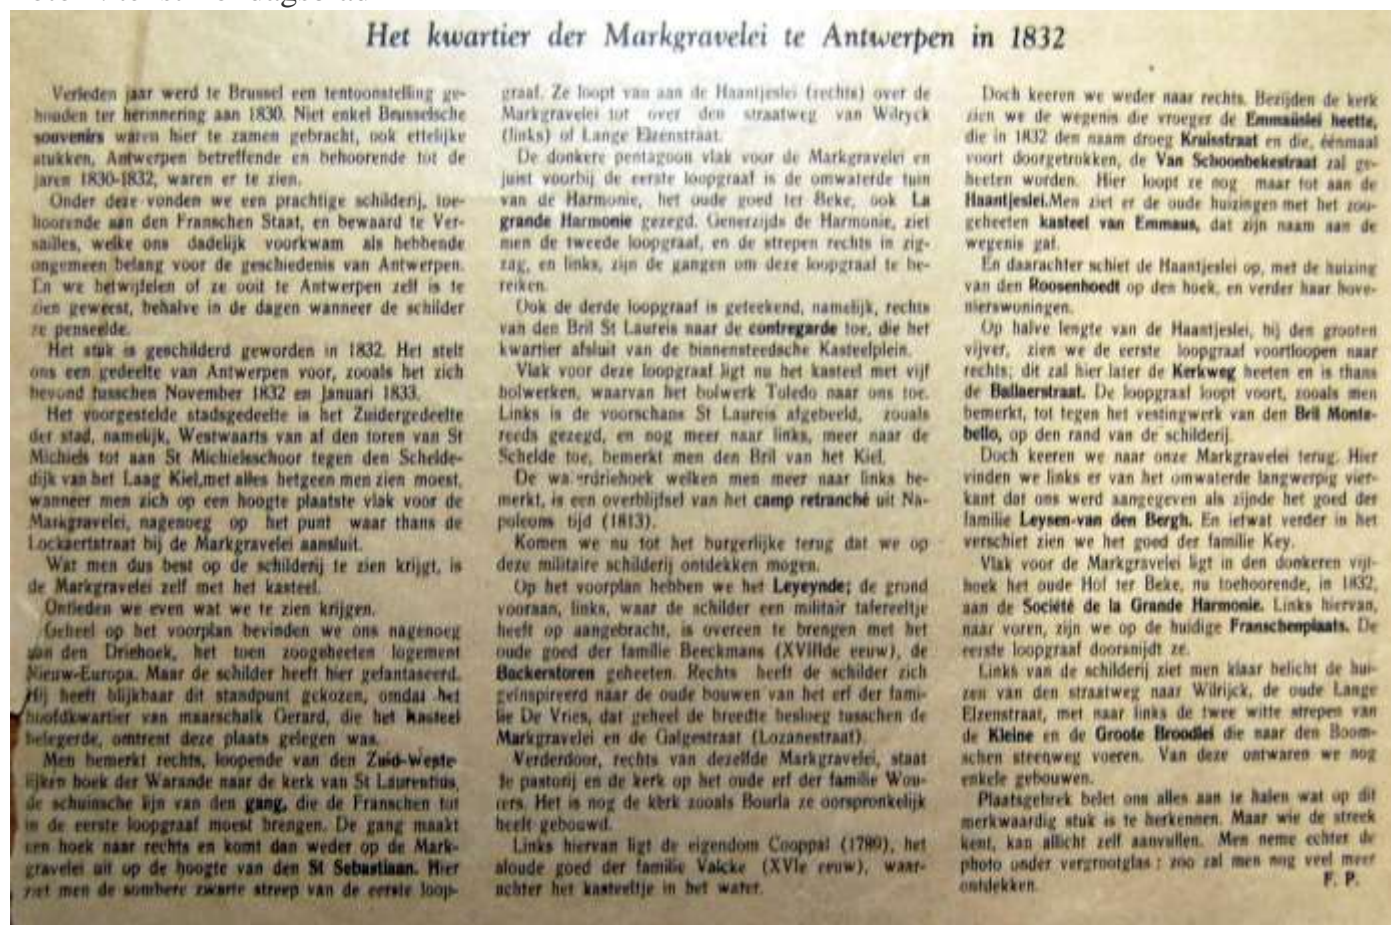 Het kwartier der Markgravelei te Antwerpen in 1832
Verleden jaar werd te Brussel een tentoonstelling ge-
houden ter herinnering aan 1830. Niet enkel Brusselsche
souvenirs waren hier te zamen gebracht, ook ettelijke
stukken, Antwerpen betreffende en behoorende tot de
jaren 1830-1832, waren er te zien.
Onder deze vonden we een prachtige schilderij, toe-
hoorende aan den Franschen Staat, en bewaard te Ver-
sailles, welke ons dadelijk voorkwam als hebbende
ongemeen belang voor de geschiedenis van Antwerpen.
En we betwijfelen of ze ooit te Antwerpen zelf is te
zien geweest, behalve in de dagen wanneer de schilder
ze penseelde.
Het stuk is geschilderd geworden in 1832. Het stelt
ons een gedeelte van Antwerpen voor, zooals het zich
bevond tusschen November 1832 en Januari 1833.
Het voorgestelde stadsgedeelte is het Zuidergedeelte
der stad, namelijk, Westwaarts van af den toren van St
Michiels tot aan St Michielsschoor tegen den Schelde-
dijk van het Laag Kiel,met alles hetgeen men zien moest,
wanneer men zich op een hoogte plaatste vlak voor de
Markgravelei, nagenoeg op het punt waar thans de
Lockaertstraat bij de Markgravelei aansluit.
Wat men dus best op de schilderij te zien krijgt, is
de Markgravelei zelf met het kasteel.
Ontleden we even wat we te zien krijgen.
Geheel op het voorplan bevinden we ons nagenoeg
aan den Driehoek, het toen zoogeheeten logement
Nieuw-Europa. Maar de schilder heeft hier gefantaseerd.
Hij heeft blijkbaar dit standpunt gekozen, omdat het
hoofdkwartier van maarschalk Gerard, die het kasteel
belegerde, omtrent deze plaats gelegen was.
Men bemerkt rechts, loopende van den Zuid-Weste-
lijken hoek der Warande naar de kerk van St Laurentius,
de schuinsche lijn van den gang, die de Franschen tot
in de eerste loopgraaf moest brengen. De gang maakt
een hoek naar rechts en komt dan weder op de Mark-
gravelei uit op de hoogte van den St Sebastiaan. Hier
ziet men de sombere zwarte streep van de eerste loop-
graaf. Ze loopt van aan de Haantjeslei (rechts) over de
Markgravelei tot over den straatweg van Wilryck
(links) of Lange Elzenstraat.
De donkere pentagoon vlak voor de Markgravelei en
juist voorbij de eerste loopgraaf is de omwaterde tuin
van de Harmonie, het oude goed ter Beke, ook La
grande Harmonie gezegd. Generzijds de Harmonie, ziet
men de tweede loopgraaf, en de strepen rechts in zig-
zag, en links, zijn de gangen om deze loopgraaf te be-
reiken.
Ook de derde loopgraaf is geteekend, namelijk, rechts
van den Bril St Laureis naar de contregarde toe, die het
kwartier afsluit van de binnensteedsche Kasteelplein.
Vlak voor deze loopgraaf ligt nu het kasteel met vijf
bolwerken, waarvan het bolwerk Toledo naar ons toe.
Links is de voorschans St Laureis afgebeeld, zooals
reeds gezegd, en nog meer naar links, meer naar de
Schelde toe, bemerkt men den Bril van het Kiel.
De waterdriehoek welken men meer naar links be-
merkt, is een overblijfsel van het camp retranché uit Na-
poleons tijd (1813).
Komen we nu tot het burgerlijke terug dat we op
deze militaire schilderij ontdekken mogen.
Op het voorplan hebben we het Leyeynde; de grond
vooraan, links, waar de schilder een militair tafereeltje
heeft op aangebracht, is overeen te brengen met het
oude goed der familie Beeckmans (XVIIIde eeuw), de
Backerstoren geheeten. Rechts heeft de schilder zich
geïnspireerd naar de oude bouwen van het erf der fami-
lie De Vries, dat geheel de breedte besloeg tusschen de
Markgravelei en de Galgestraat (Lozanestraat).
Verderdoor, rechts van dezelfde Markgravelei, staat
de pastorij en de kerk op het oude erf der familie Wou-
ters. Het is nog de kerk zooals Bourla ze oorspronkelijk
heeft gebouwd.
Links hiervan ligt de eigendom Cooppal (1789), het
aloude goed der familie Valcke (XVIe eeuw), waar-
achter het kasteeltje in het water.
Doch keeren we weder naar rechts. Bezijden de kerk
zien we de wegenis die vroeger de Emmaüslei heette,
die in 1832 den naam droeg Kruisstraat en die, éénmaal
voort doorgetrokken, de Van Schoonbekestraat zal ge-
heeten worden. Hier loopt ze nog maar tot aan de
Haantjeslei.Men ziet er de oude huizingen met het zoo-
geheeten kasteel van Emmaus, dat zijn naam aan de
wegenis gaf.
En daarachter schiet de Haantjeslei op, met de huizing
van den Roosenhoedt op den hoek, en verder haar hove-
nierswoningen.
Op halve lengte van de Haantjeslei, bij den grooten
vijver, zien we de eerste loopgraaf voortloopen naar
rechts; dit zal hier later de Kerkweg heeten en is thans
de Ballaerstraat. De loopgraaf loopt voort, zooals men
bemerkt, tot tegen het vestingwerk van den Bril Monte-
bello, op den rand van de schilderij.
Doch keeren we naar onze Markgravelei terug. Hier
vinden we links er van het omwaterde langwerpig vier-
kant dat ons werd aangegeven als zijnde het goed der
familie Leysen-van den Bergh. En ietwat verder in het
verschiet zien we het goed der familie Key.
Vlak voor de Markgravelei ligt in den donkeren vijf-
hoek het oude Hof ter Beke, nu toehoorende, in 1832,
aan de Société de la Grande Harmonie. Links hiervan,
naar voren, zijn we op de huidige Franschenplaats. De
eerste loopgraaf doorsnijdt ze.
Links van de schilderij ziet men klaar belicht de hui-
zen van den straatweg naar Wilrijck, de oude Lange
Elzenstraat, met naar links de twee witte strepen van
de Kleine en de Groote Broodlei die naar den Boom-
schen steenweg voeren. Van deze ontwaren we nog
enkele gebouwen.
Plaatsgebrek belet ons alles aan te halen wat op dit
merkwaardig stuk is te herkennen. Maar wie de streek
kent, kan allicht zelf aanvullen. Men neme echter de
photo onder vergrootglas : zoo zal men nog veel meer
ontdekken.
F. P.